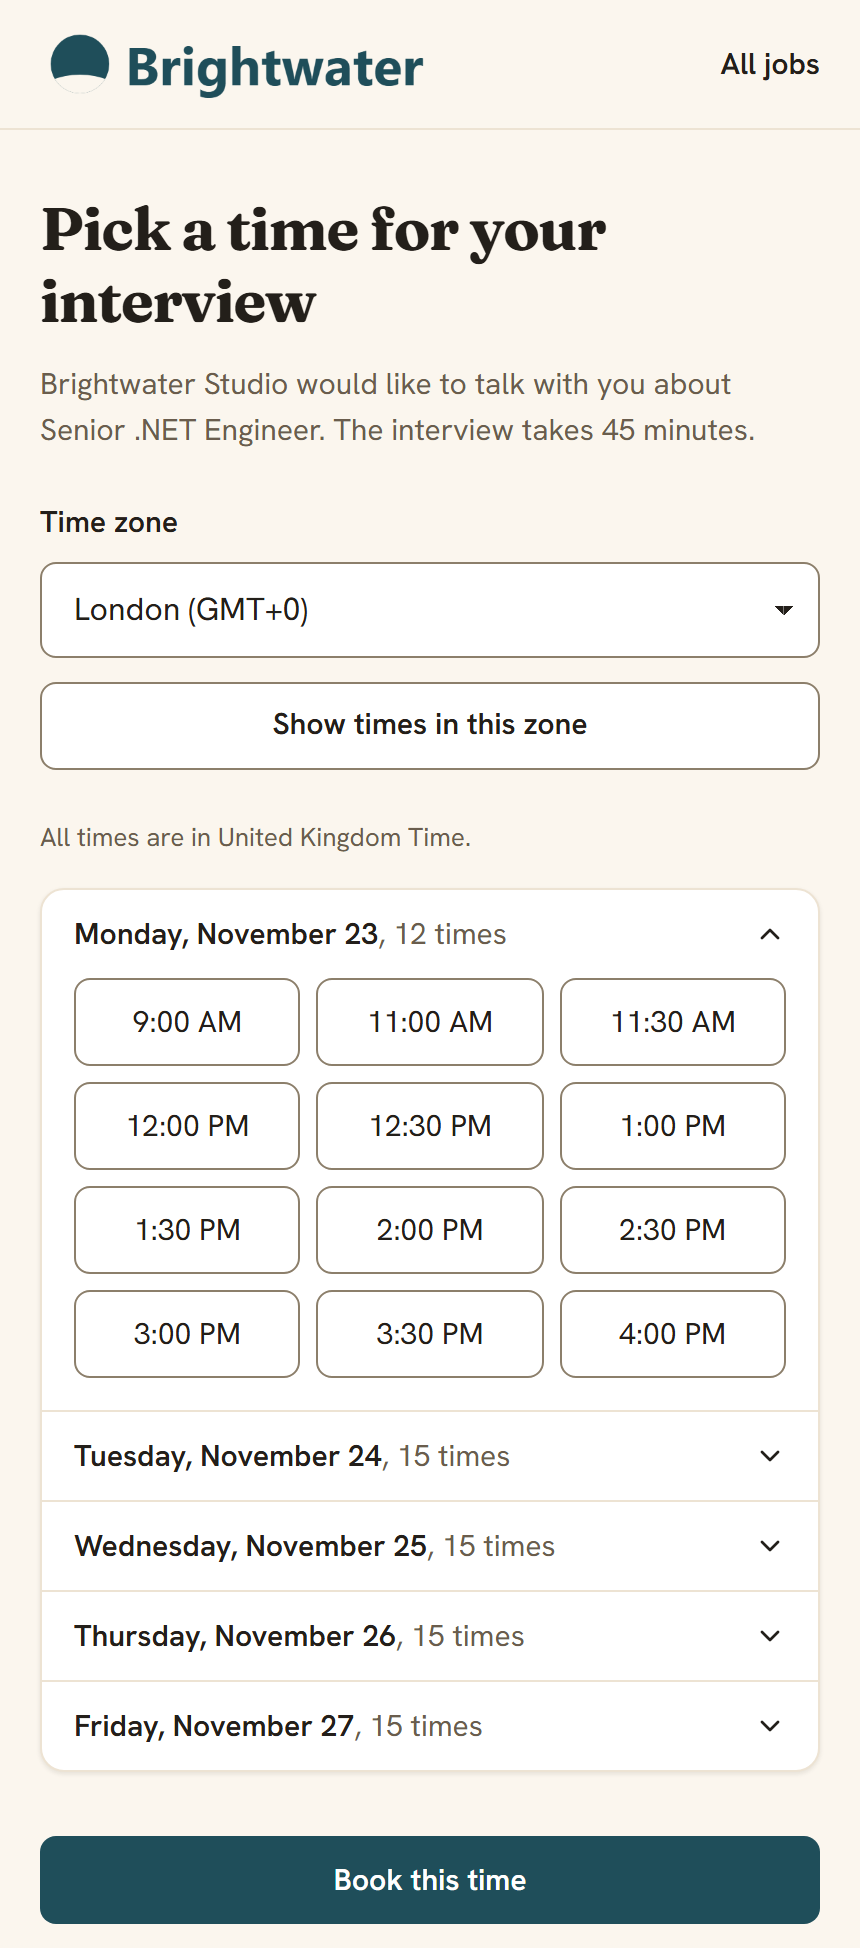 Brightwater
All jobs
Pick a time for your
interview
Brightwater Studio would like to talk with you about
Senior .NET Engineer. The interview takes 45 minutes.
Time zone
London (GMT+0)
Show times in this zone
All times are in United Kingdom Time.
Monday, November 23, 12 times
9:00 AM 11:00 AM 11:30 AM
12:00 PM 12:30 PM 1:00 PM
1:30 PM 2:00 PM 2:30 PM
3:00 PM 3:30 PM 4:00 PM
Tuesday, November 24, 15 times
Wednesday, November 25, 15 times
Thursday, November 26, 15 times
Friday, November 27, 15 times
Book this time